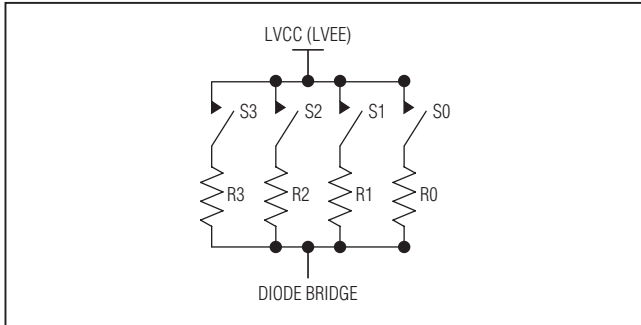 LVCC (LVEE)
S3 S2 S1 S0
R3 R2 R1 R0
DIODE BRIDGE